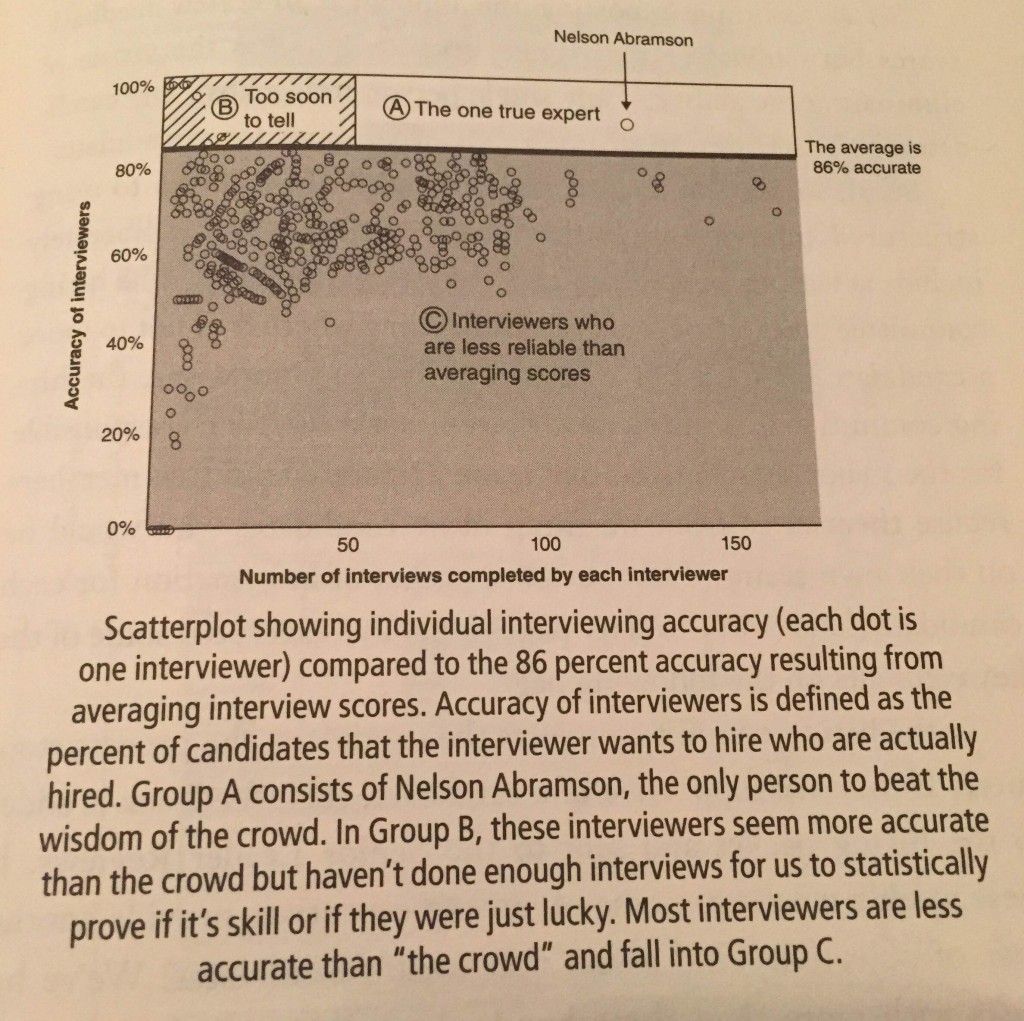 Nelson Abramson
100%
B Too soon
to tell
A The one true expert
The average is
86% accurate
80%
60%
40%
20%
0%
Accuracy of interviewers
C Interviewers who
are less reliable than
averaging scores
50
100
150
Number of interviews completed by each interviewer
Scatterplot showing individual interviewing accuracy (each dot is
one interviewer) compared to the 86 percent accuracy resulting from
averaging interview scores. Accuracy of interviewers is defined as the
percent of candidates that the interviewer wants to hire who are actually
hired. Group A consists of Nelson Abramson, the only person to beat the
wisdom of the crowd. In Group B, these interviewers seem more accurate
than the crowd but haven't done enough interviews for us to statistically
prove if it's skill or if they were just lucky. Most interviewers are less
accurate than "the crowd" and fall into Group C.